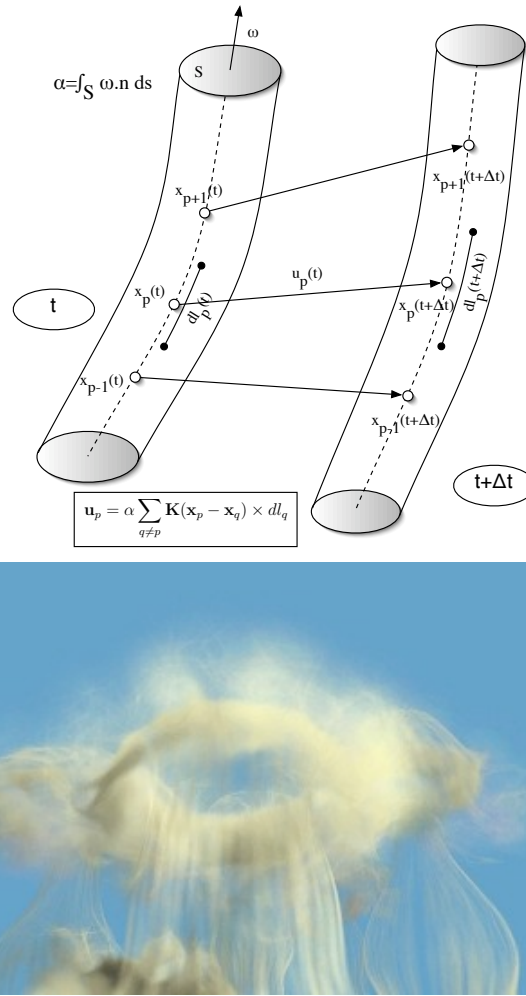 ω
S
α=∫S ω.n ds
xp+1(t)
xp+1(t+Δt)
up(t)
xp(t)
dlp(t)
xp(t+Δt)
dlp(t+Δt)
t
xp-1(t)
xp-1(t+Δt)
t+Δt
up = α ∑q≠p K(xp − xq) × dlq